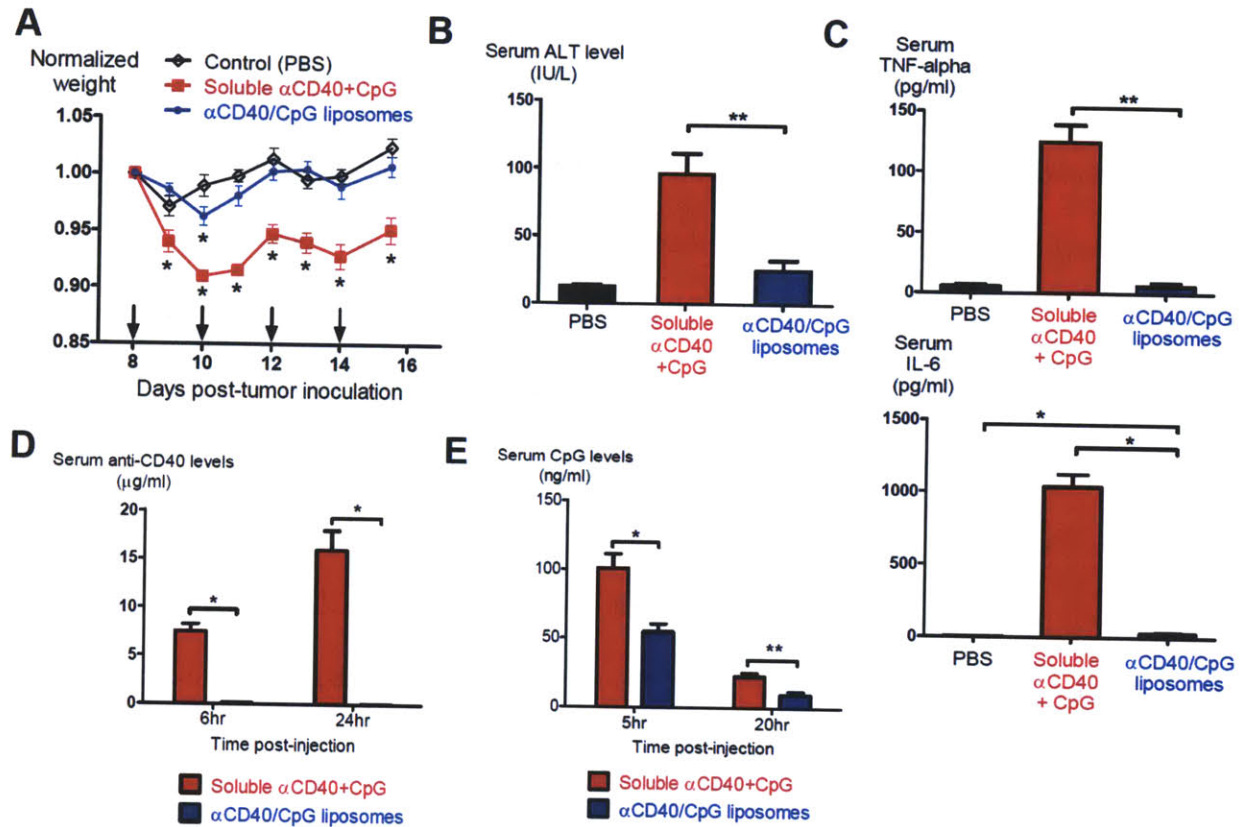 A
Normalized
weight
Control (PBS)
Soluble αCD40+CpG
αCD40/CpG liposomes
1.05
1.00
0.95
0.90
0.85
*
*
*
*
*
*
*
*
8
10
12
14
16
Days post-tumor inoculation
B
Serum ALT level
(IU/L)
150
100
50
0
**
PBS
Soluble
αCD40
+CpG
αCD40/CpG
liposomes
C
Serum
TNF-alpha
(pg/ml)
150
100
50
0
**
PBS
Soluble
αCD40
+ CpG
αCD40/CpG
liposomes
Serum
IL-6
(pg/ml)
1500
1000
500
0
*
*
PBS
Soluble
αCD40
+ CpG
αCD40/CpG
liposomes
D
Serum anti-CD40 levels
(μg/ml)
20
15
10
5
0
*
*
6hr
24hr
Time post-injection
Soluble αCD40+CpG
αCD40/CpG liposomes
E
Serum CpG levels
(ng/ml)
150
100
50
0
*
**
5hr
20hr
Time post-injection
Soluble αCD40+CpG
αCD40/CpG liposomes